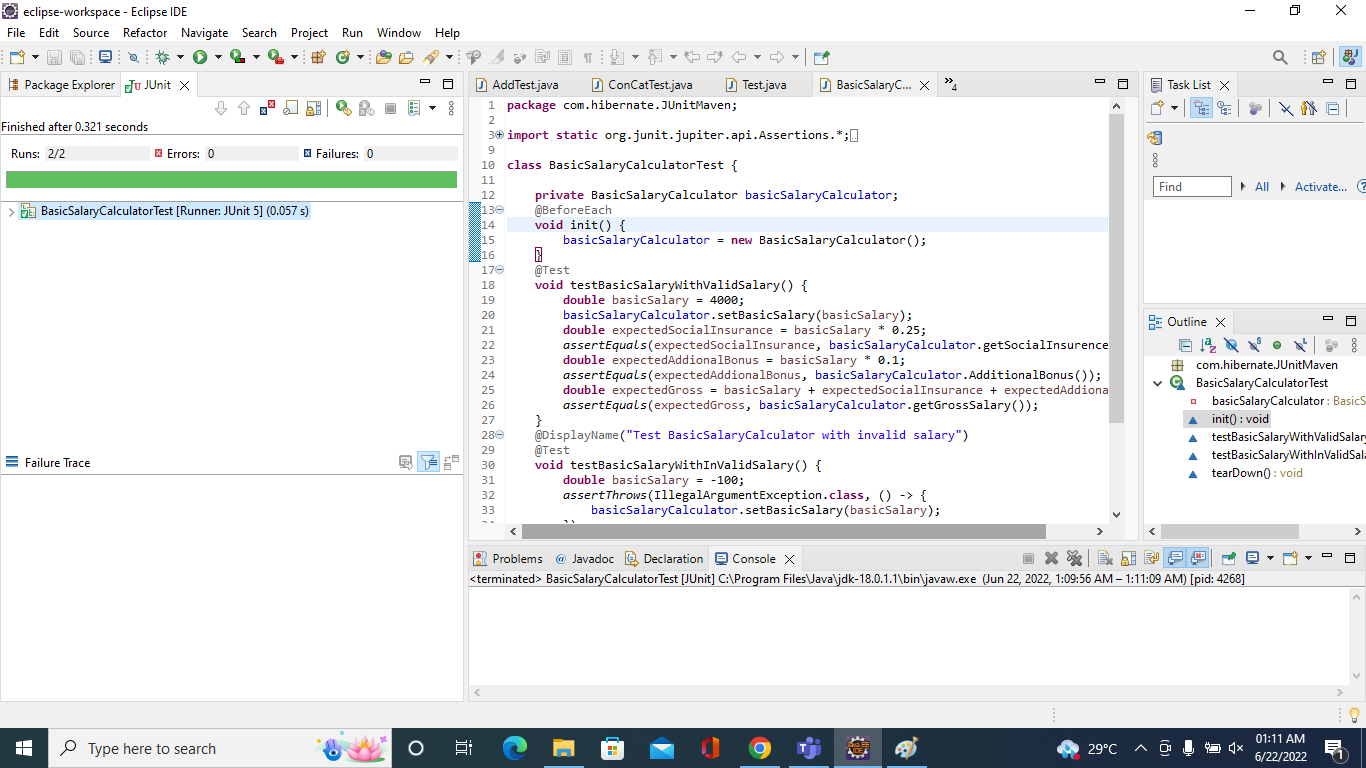 eclipse-workspace - Eclipse IDE
File Edit Source Refactor Navigate Search Project Run Window Help
Package Explorer JUnit
Finished after 0.321 seconds
Runs: 2/2 Errors: 0 Failures: 0
BasicSalaryCalculatorTest [Runner: JUnit 5] (0.057 s)
Failure Trace
AddTest.java ConCatTest.java Test.java BasicSalaryC... »4
1 package com.hibernate.JUnitMaven;
2
3 import static org.junit.jupiter.api.Assertions.*;
9
10 class BasicSalaryCalculatorTest {
11
12 private BasicSalaryCalculator basicSalaryCalculator;
13 @BeforeEach
14 void init() {
15 basicSalaryCalculator = new BasicSalaryCalculator();
16 }
17 @Test
18 void testBasicSalaryWithValidSalary() {
19 double basicSalary = 4000;
20 basicSalaryCalculator.setBasicSalary(basicSalary);
21 double expectedSocialInsurance = basicSalary * 0.25;
22 assertEquals(expectedSocialInsurance, basicSalaryCalculator.getSocialInsurence
23 double expectedAddionalBonus = basicSalary * 0.1;
24 assertEquals(expectedAddionalBonus, basicSalaryCalculator.AdditionalBonus());
25 double expectedGross = basicSalary + expectedSocialInsurance + expectedAddiona
26 assertEquals(expectedGross, basicSalaryCalculator.getGrossSalary());
27 }
28 @DisplayName("Test BasicSalaryCalculator with invalid salary")
29 @Test
30 void testBasicSalaryWithInValidSalary() {
31 double basicSalary = -100;
32 assertThrows(IllegalArgumentException.class, () -> {
33 basicSalaryCalculator.setBasicSalary(basicSalary);
Task List
Find All Activate...
Outline
com.hibernate.JUnitMaven
BasicSalaryCalculatorTest
basicSalaryCalculator : BasicS
init() : void
testBasicSalaryWithValidSalary
testBasicSalaryWithInValidSala
tearDown() : void
Problems @ Javadoc Declaration Console
<terminated> BasicSalaryCalculatorTest [JUnit] C:\Program Files\Java\jdk-18.0.1.1\bin\javaw.exe (Jun 22, 2022, 1:09:56 AM – 1:11:09 AM) [pid: 4268]
Type here to search
29°C
01:11 AM
6/22/2022
1